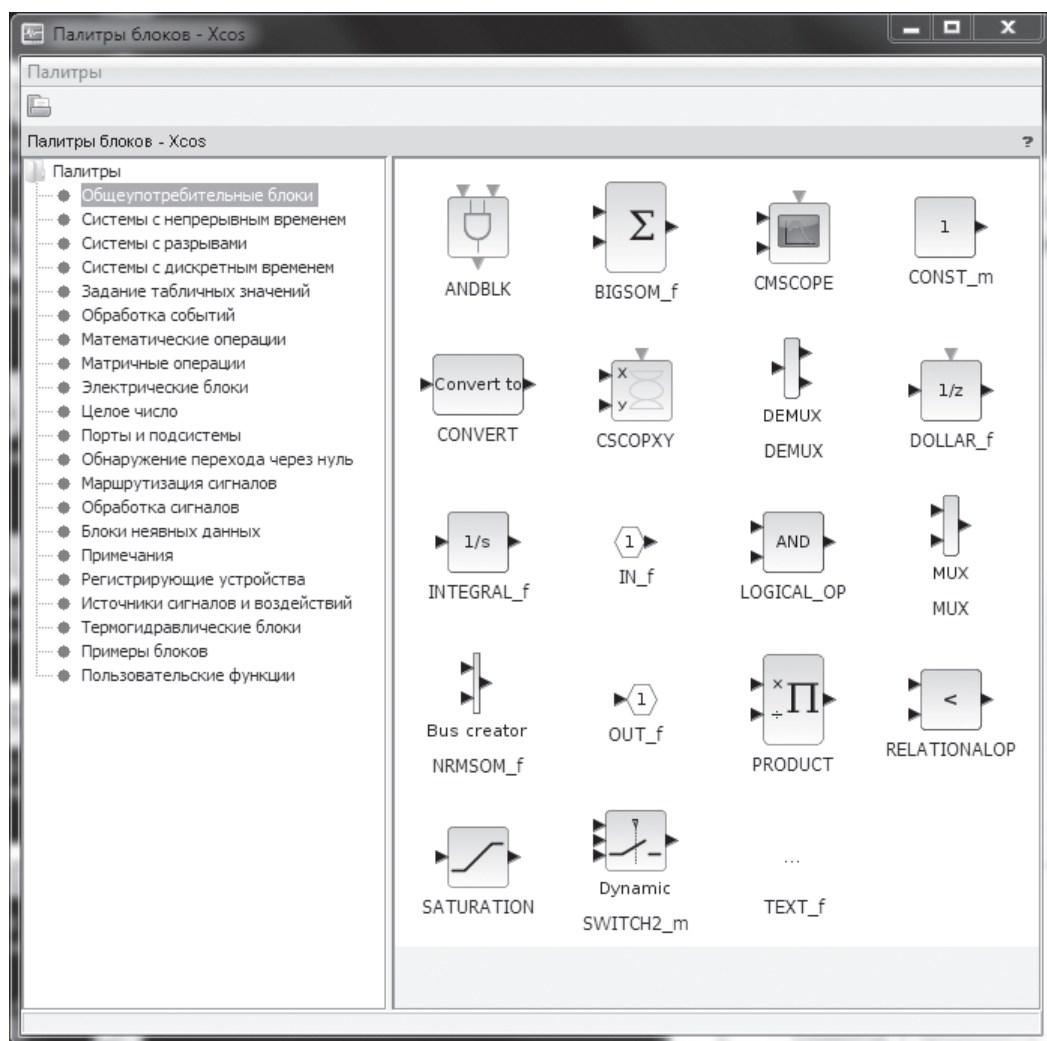 Палитры блоков - Xcos
Палитры
Палитры блоков - Xcos ?
Палитры
Общеупотребительные блоки
Системы с непрерывным временем
Системы с разрывами
Системы с дискретным временем
Задание табличных значений
Обработка событий
Математические операции
Матричные операции
Электрические блоки
Целое число
Порты и подсистемы
Обнаружение перехода через нуль
Маршрутизация сигналов
Обработка сигналов
Блоки неявных данных
Примечания
Регистрирующие устройства
Источники сигналов и воздействий
Термогидравлические блоки
Примеры блоков
Пользовательские функции
Σ
1
ANDBLK
BIGSOM_f
CMSCOPE
CONST_m
Convert to
X
Y
1/z
DEMUX
CONVERT
CSCOPXY
DEMUX
DOLLAR_f
1/s
1
AND
MUX
INTEGRAL_f
IN_f
LOGICAL_OP
MUX
Bus creator
1
× ÷ Π
<
NRMSOM_f
OUT_f
PRODUCT
RELATIONALOP
Dynamic
...
SATURATION
SWITCH2_m
TEXT_f